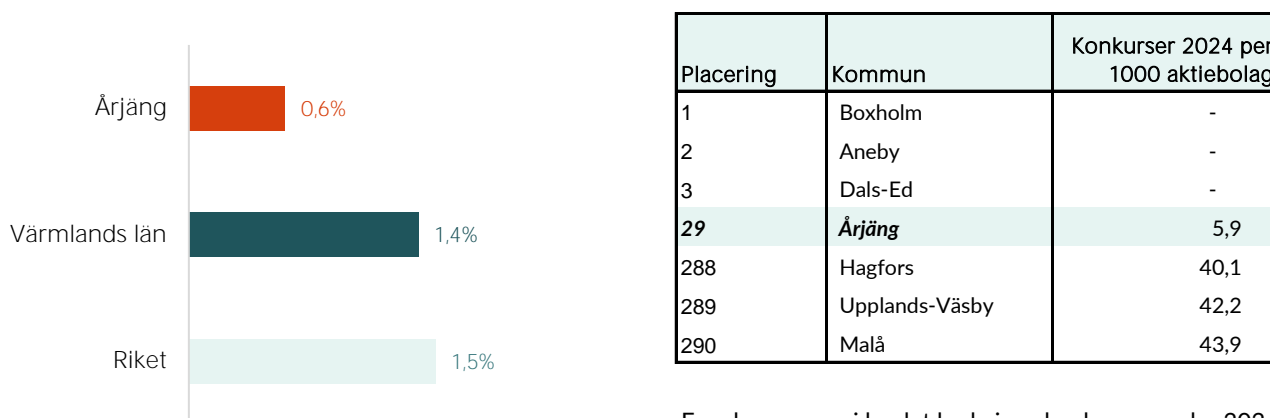 Årjäng 0,6%
Värmlands län 1,4%
Riket 1,5%
Konkurser 2024 per
Placering Kommun 1000 aktiebolag
1 Boxholm -
2 Aneby -
3 Dals-Ed -
29 Årjäng 5,9
288 Hagfors 40,1
289 Upplands-Väsby 42,2
290 Malå 43,9